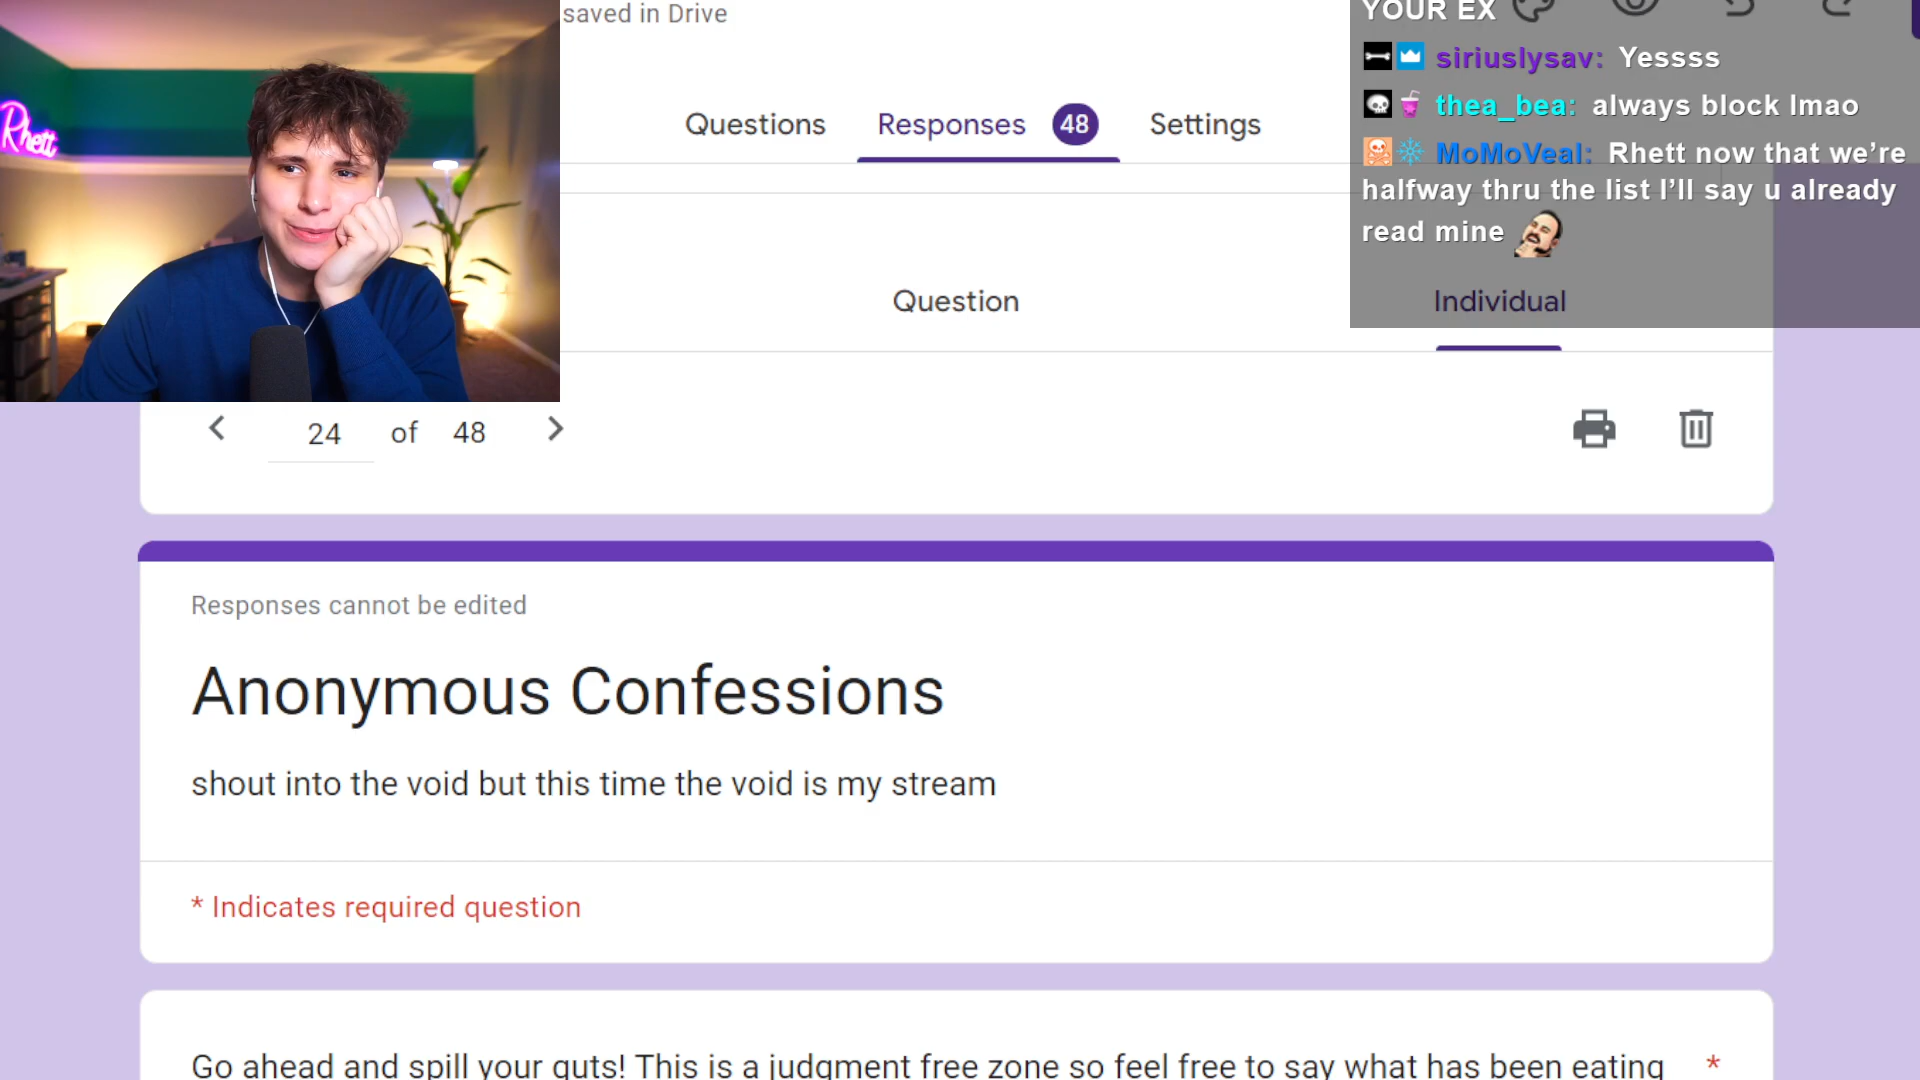 saved in Drive
YOUR EX
siriuslysav: Yessss
thea_bea: always block lmao
MoMoVeal: Rhett now that we’re
halfway thru the list I’ll say u already
read mine
Rhett
Questions Responses 48 Settings
Question Individual
24 of 48
Responses cannot be edited
Anonymous Confessions
shout into the void but this time the void is my stream
* Indicates required question
Go ahead and spill your guts! This is a judgment free zone so feel free to say what has been eating *